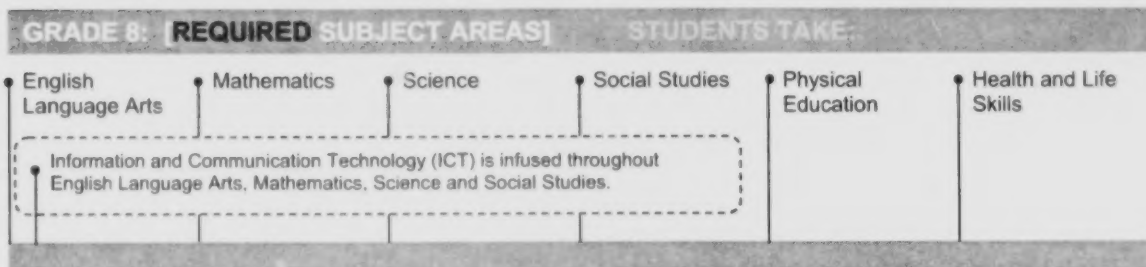 GRADE 8: [REQUIRED SUBJECT AREAS] STUDENTS TAKE:
English
Language Arts
Mathematics
Science
Social Studies
Physical
Education
Health and Life
Skills
Information and Communication Technology (ICT) is infused throughout
English Language Arts, Mathematics, Science and Social Studies.